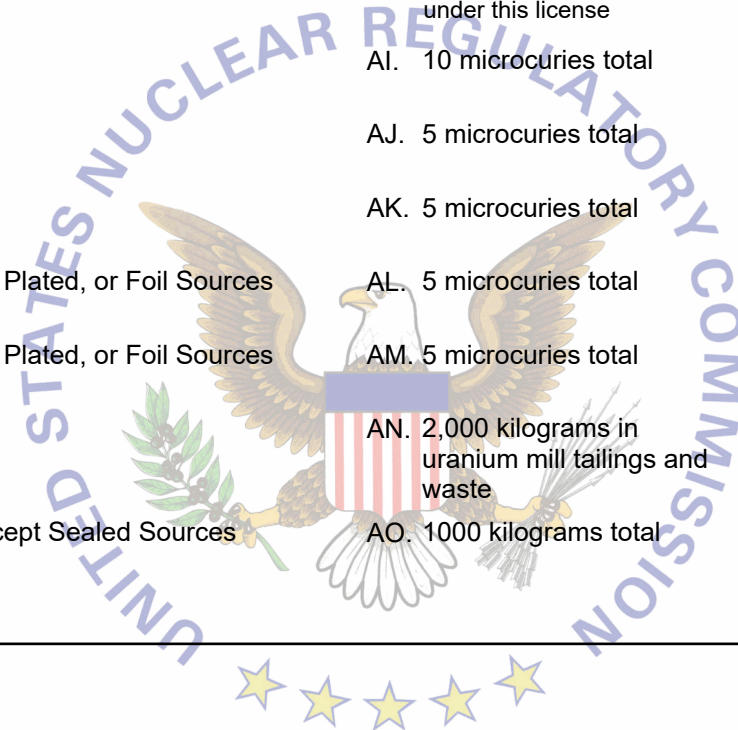 under this license
AI. 10 microcuries total
AJ. 5 microcuries total
AK. 5 microcuries total
Plated, or Foil Sources AL. 5 microcuries total
Plated, or Foil Sources AM. 5 microcuries total
AN. 2,000 kilograms in
uranium mill tailings and
waste
cept Sealed Sources AO. 1000 kilograms total
UNITED STATES NUCLEAR REGULATORY COMMISSION